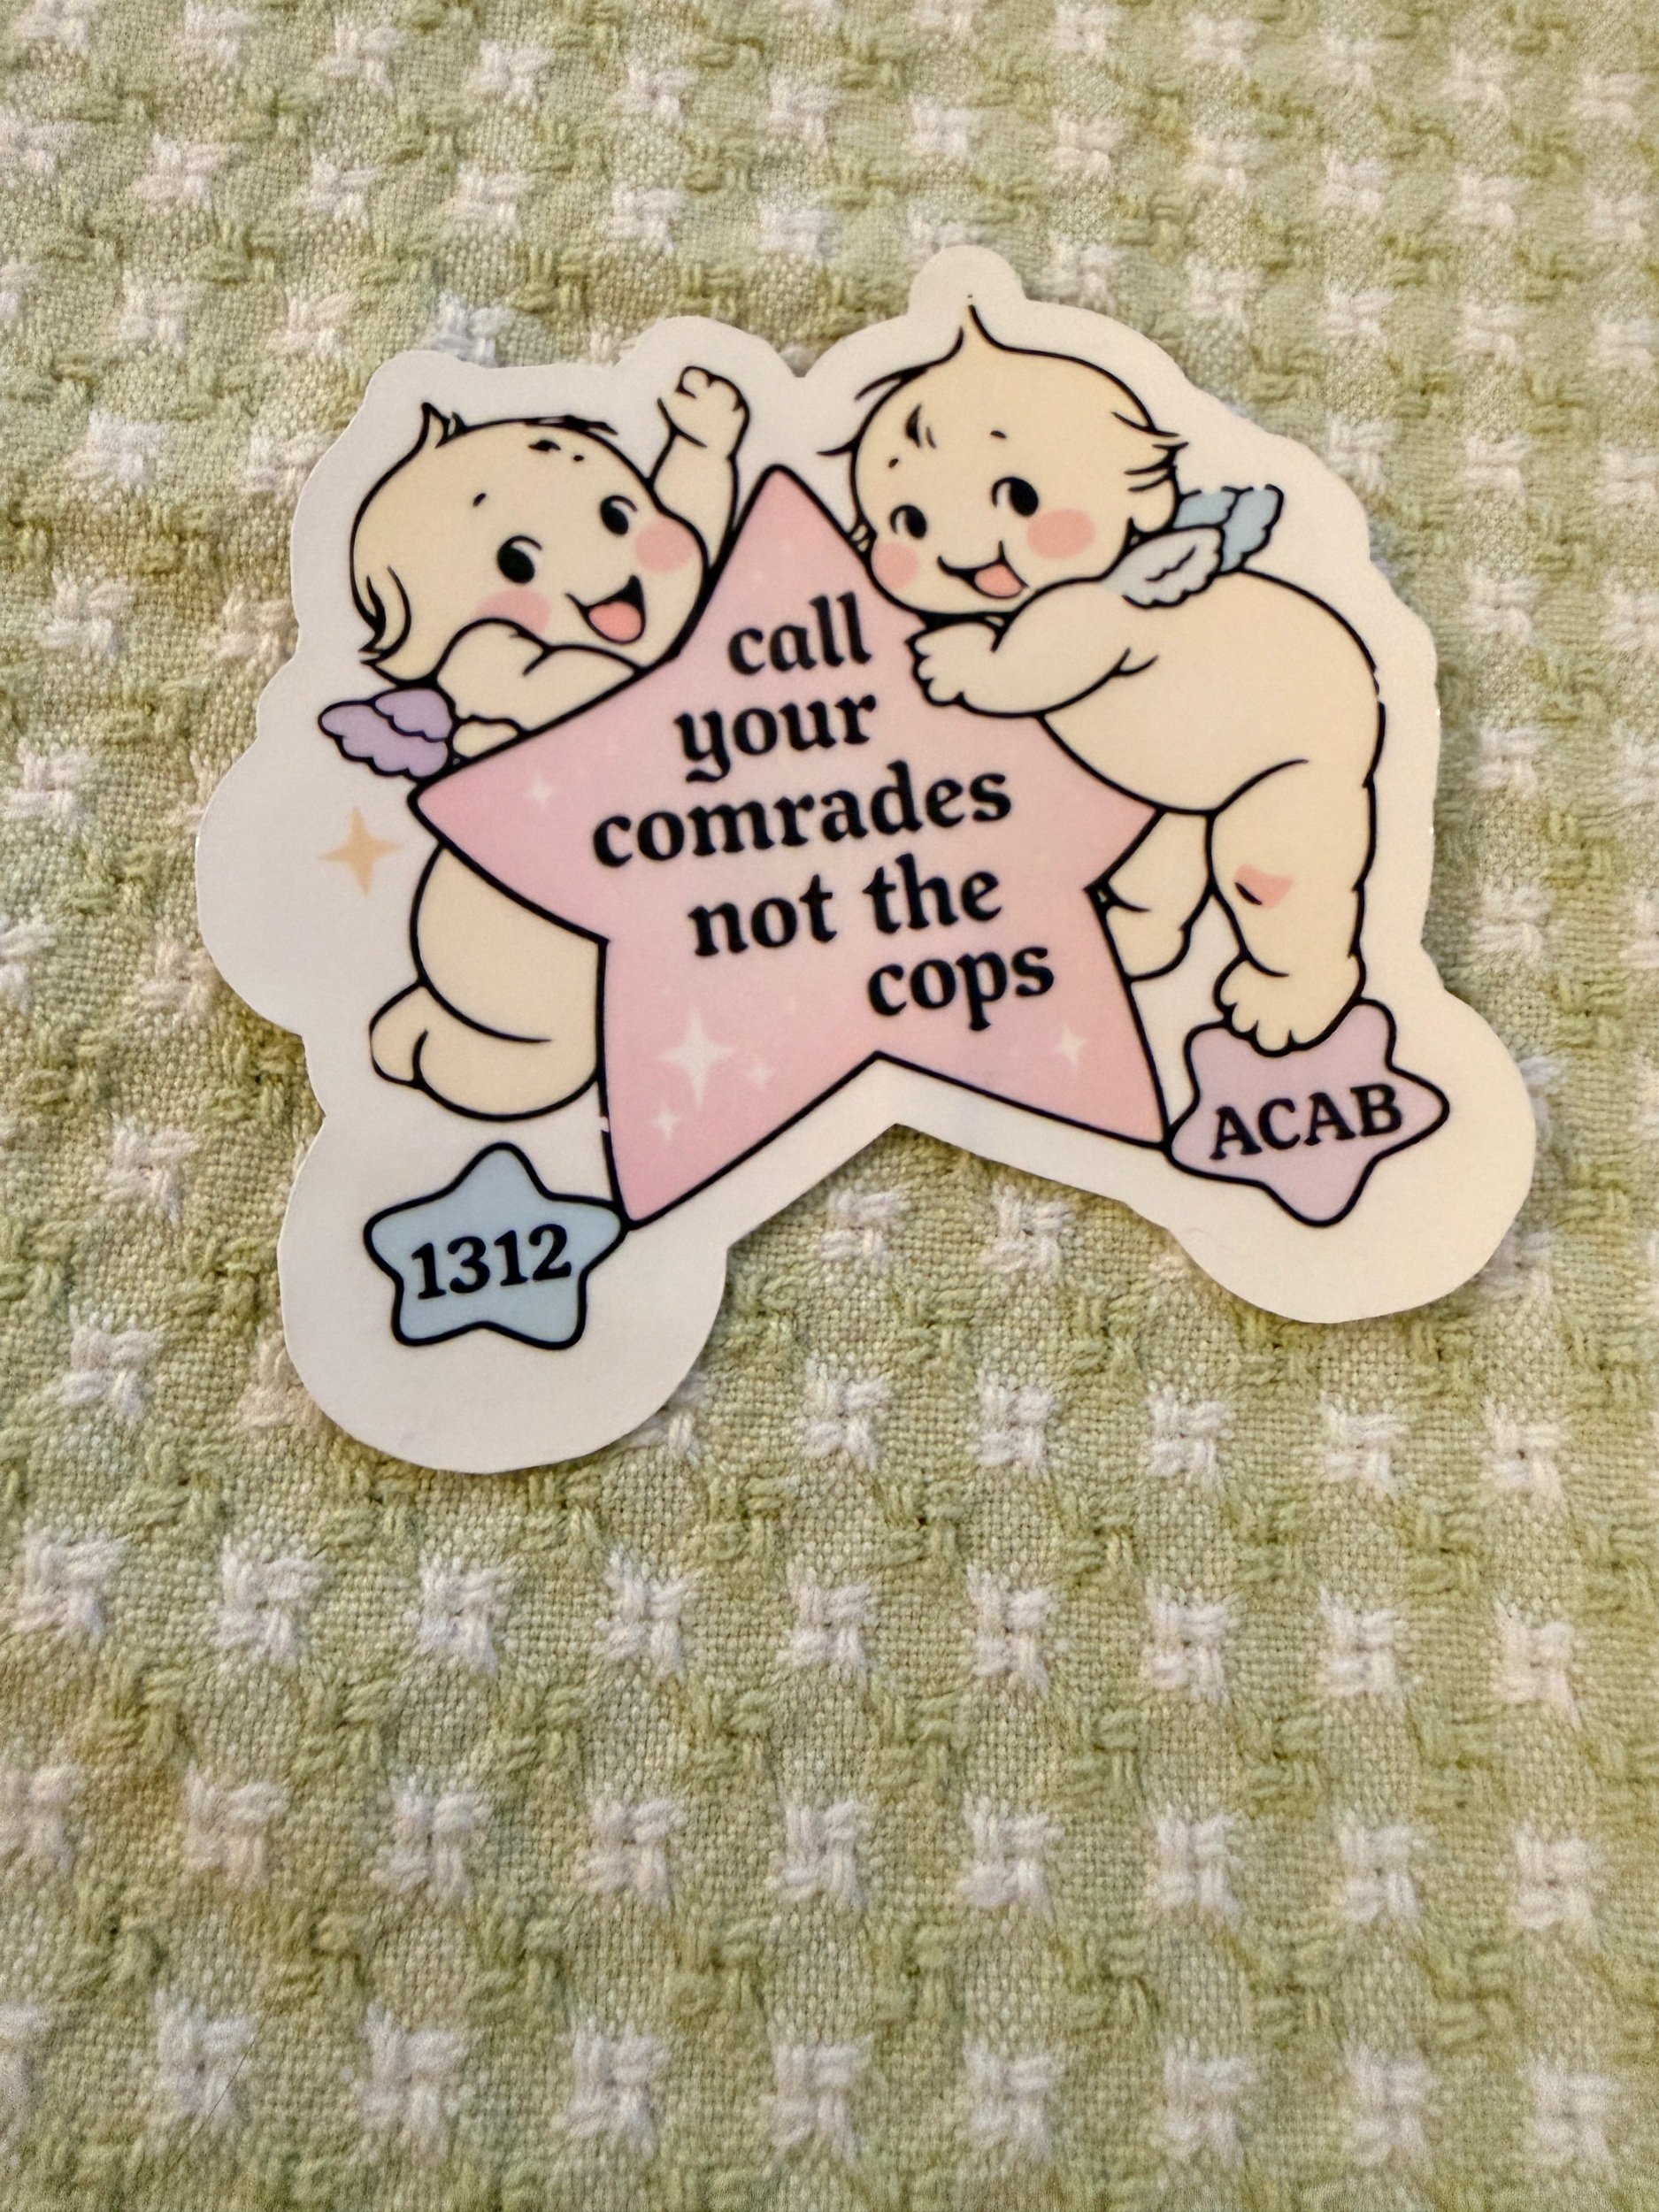 call
your
comrades
not the
cops
1312
ACAB